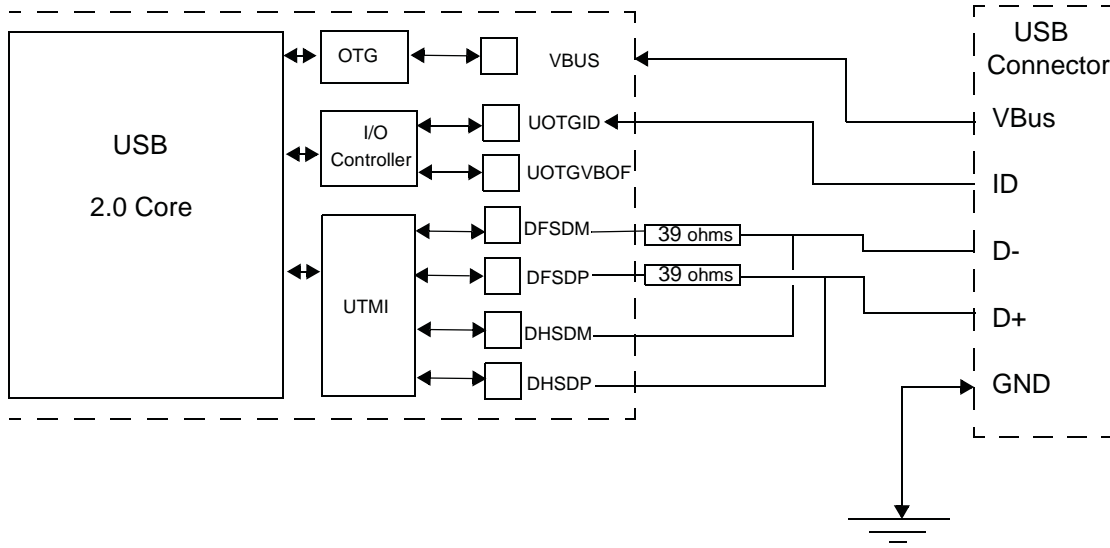 USB
2.0 Core
OTG
I/O
Controller
UTMI
VBUS
UOTGID
UOTGVBOF
DFSDM
DFSDP
DHSDM
DHSDP
39 ohms
39 ohms
USB
Connector
VBus
ID
D-
D+
GND